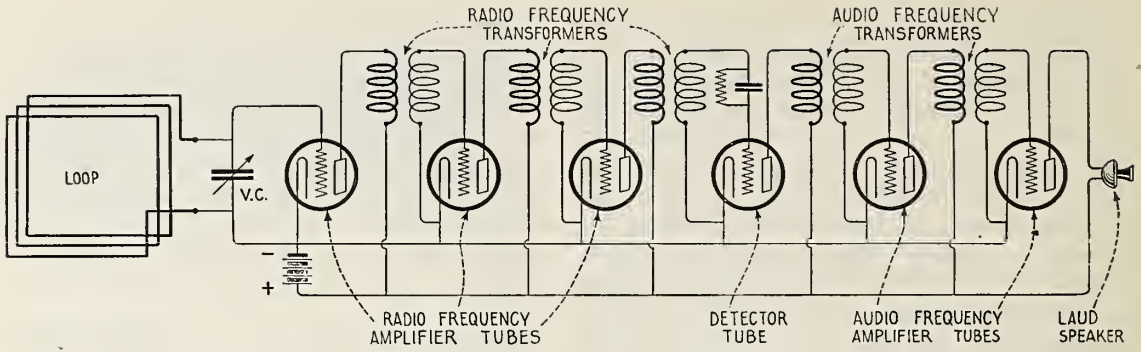 RADIO FREQUENCY
TRANSFORMERS
AUDIO FREQUENCY
TRANSFORMERS
LOOP
V.C.
-
+
RADIO FREQUENCY
AMPLIFIER TUBES
DETECTOR
TUBE
AUDIO FREQUENCY
AMPLIFIER TUBES
LAUD
SPEAKER